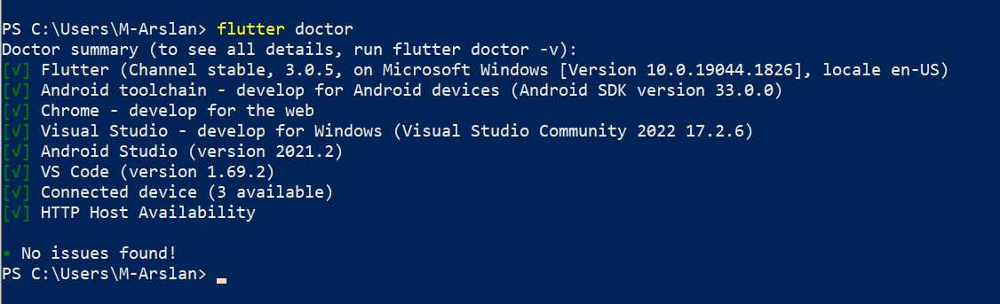 PS C:\Users\M-Arslan> flutter doctor
Doctor summary (to see all details, run flutter doctor -v):
[√] Flutter (Channel stable, 3.0.5, on Microsoft Windows [Version 10.0.19044.1826], locale en-US)
[√] Android toolchain - develop for Android devices (Android SDK version 33.0.0)
[√] Chrome - develop for the web
[√] Visual Studio - develop for Windows (Visual Studio Community 2022 17.2.6)
[√] Android Studio (version 2021.2)
[√] VS Code (version 1.69.2)
[√] Connected device (3 available)
[√] HTTP Host Availability
• No issues found!
PS C:\Users\M-Arslan>